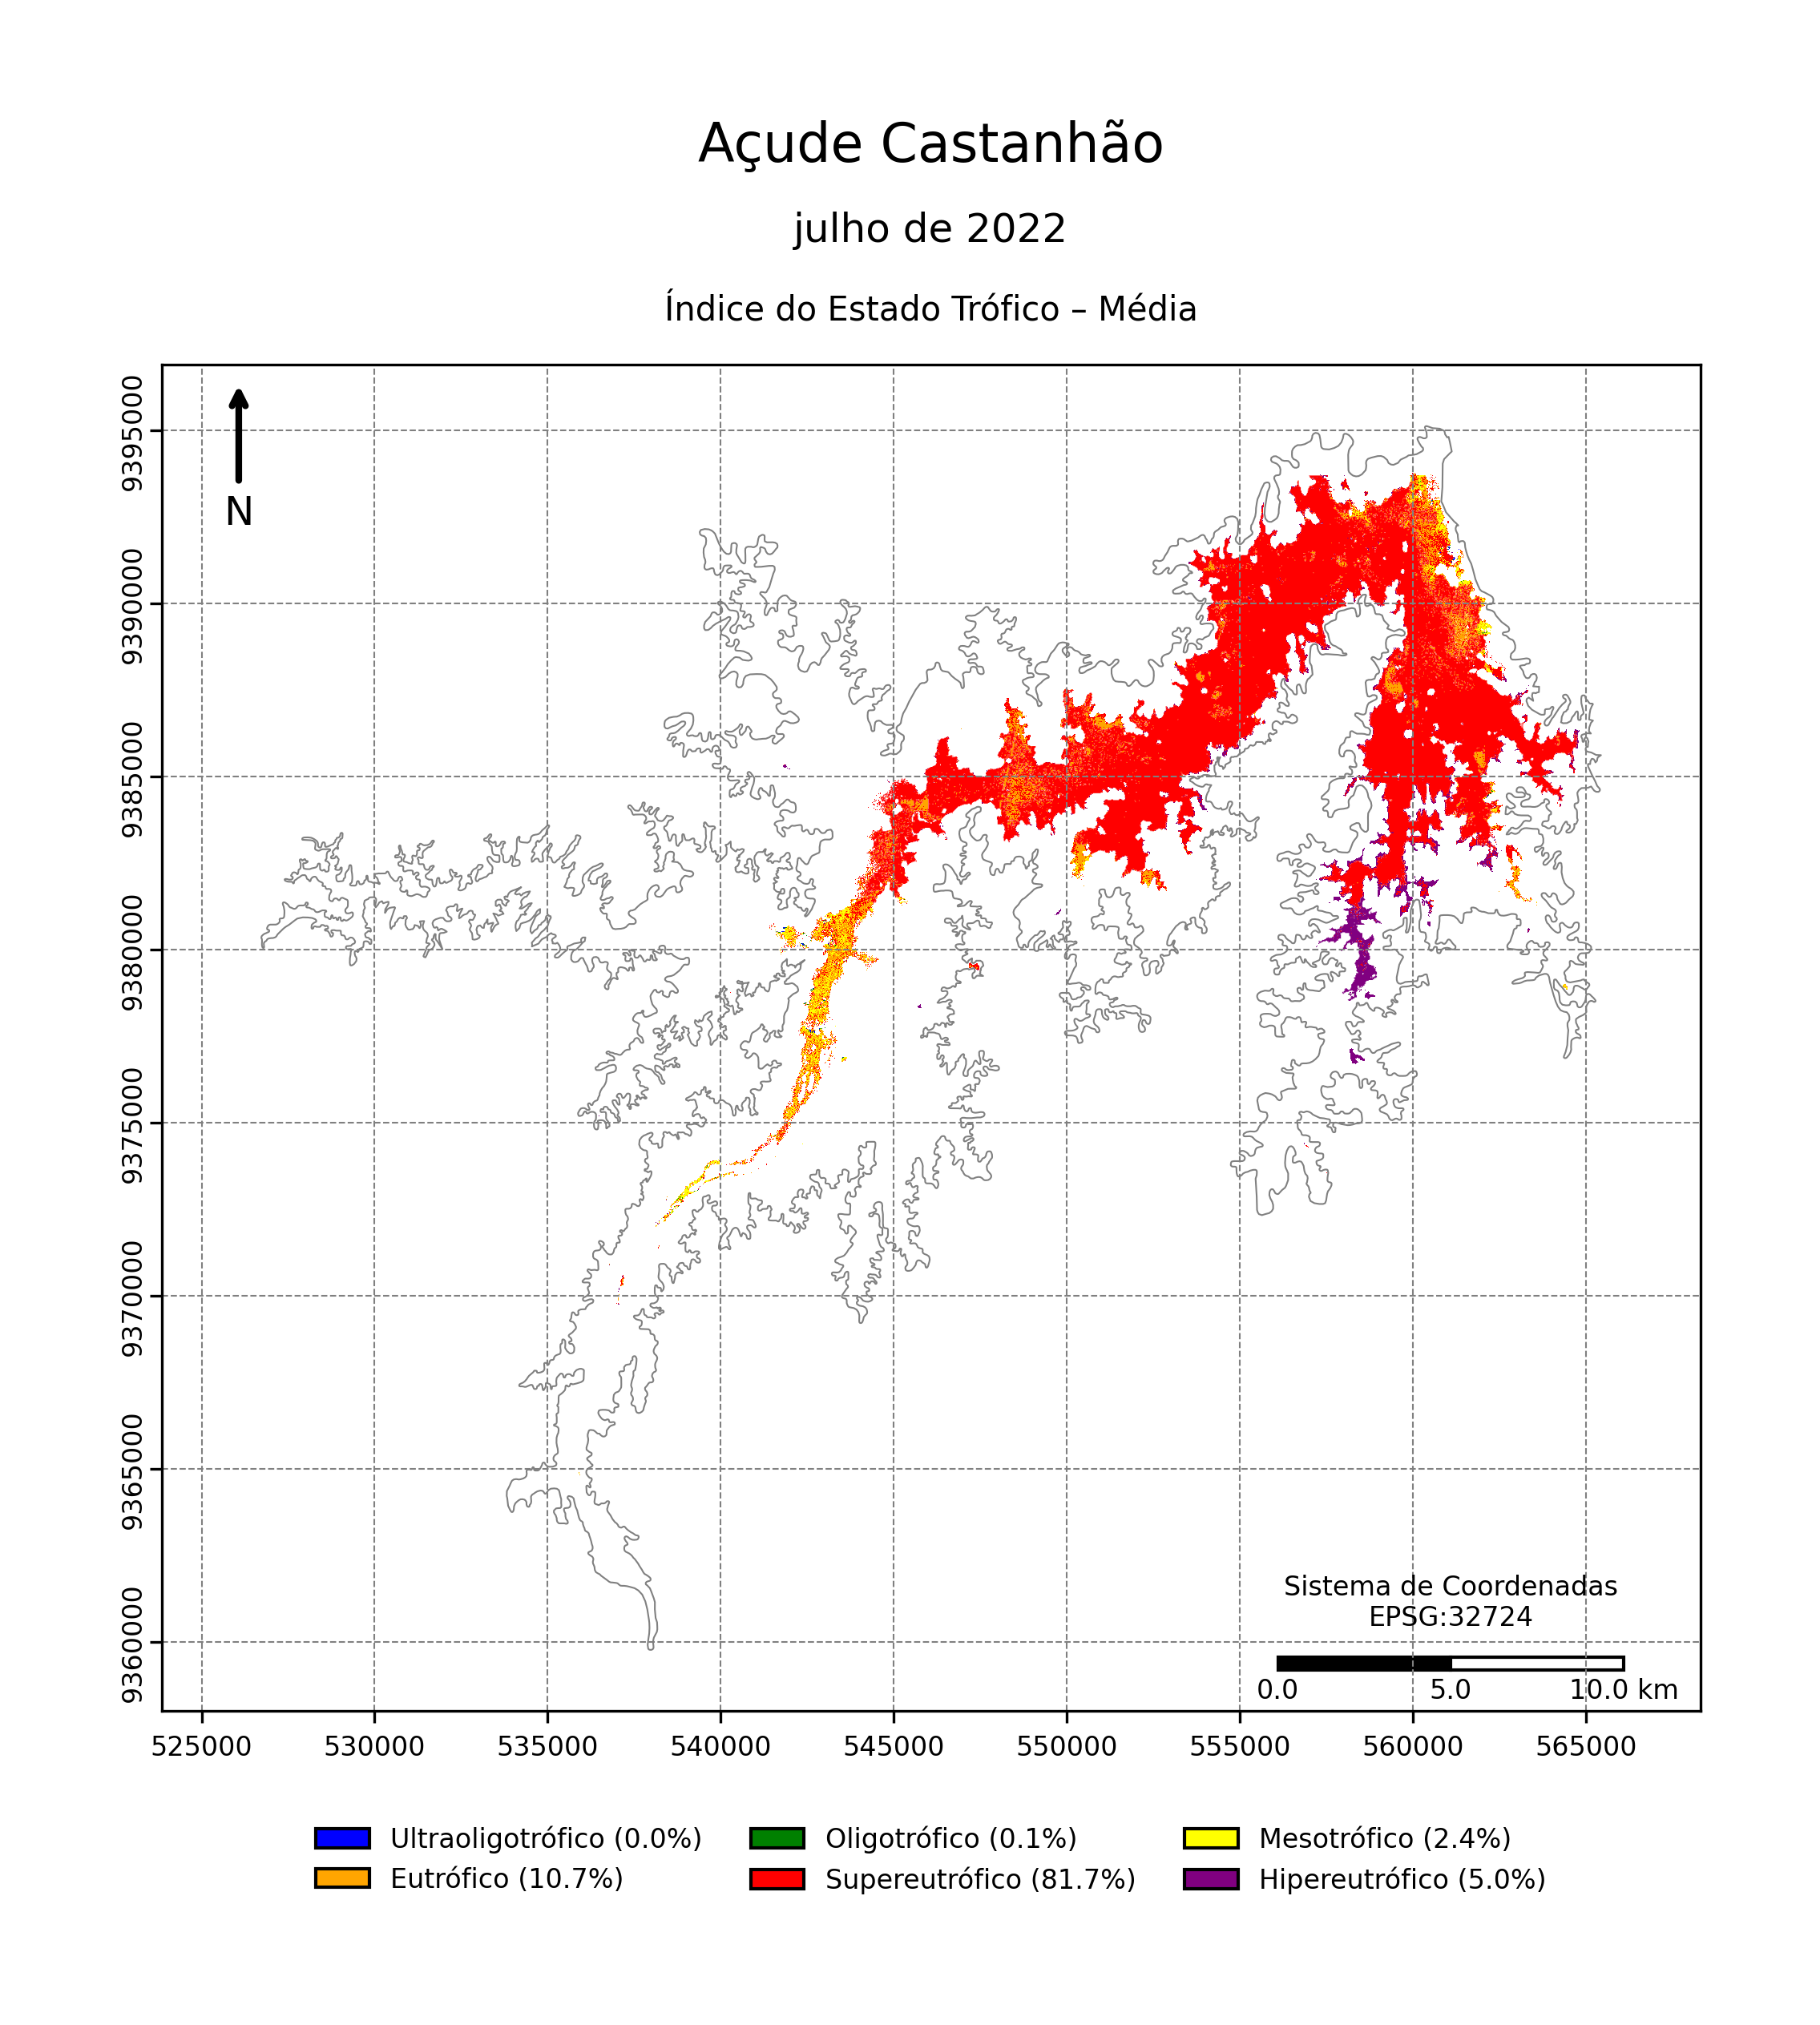 Açude Castanhão
julho de 2022
Índice do Estado Trófico – Média
N
9395000
9390000
9385000
9380000
9375000
9370000
9365000
9360000
Sistema de Coordenadas
EPSG:32724
0.0 5.0 10.0 km
525000 530000 535000 540000 545000 550000 555000 560000 565000
Ultraoligotrófico (0.0%) Oligotrófico (0.1%) Mesotrófico (2.4%)
Eutrófico (10.7%) Supereutrófico (81.7%) Hipereutrófico (5.0%)